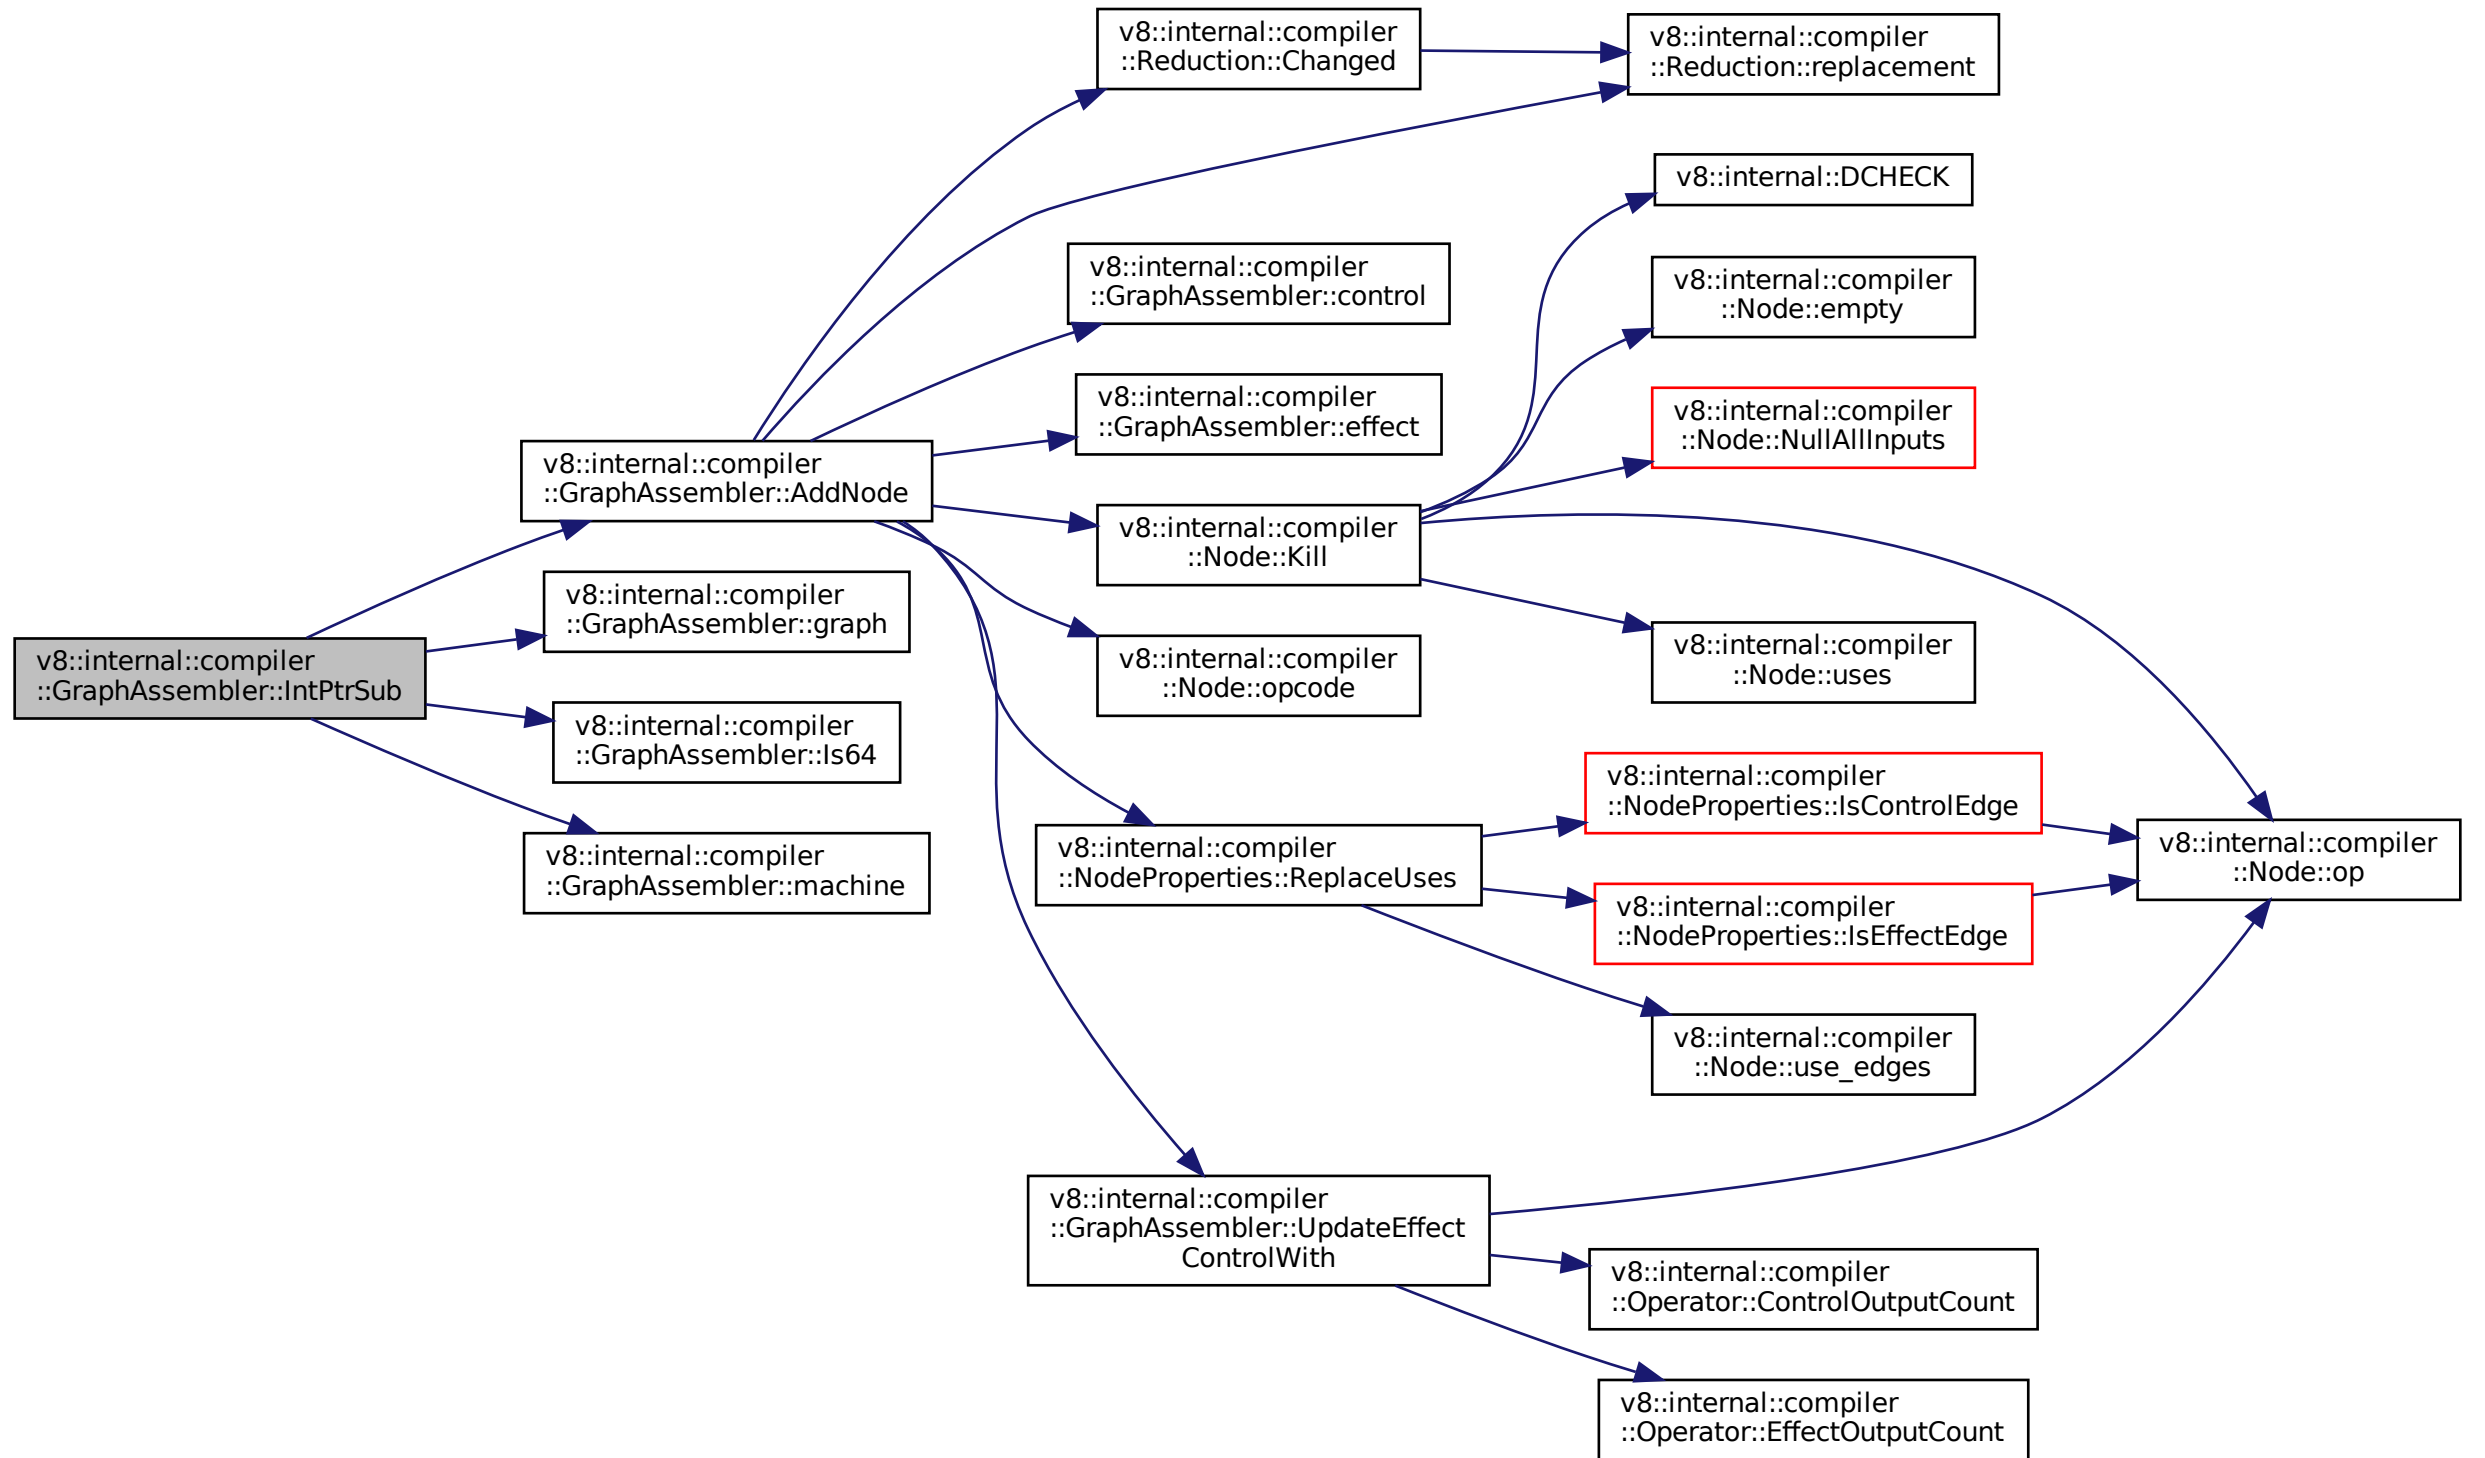 v8::internal::compiler
::GraphAssembler::IntPtrSub
v8::internal::compiler
::GraphAssembler::AddNode
v8::internal::compiler
::GraphAssembler::graph
v8::internal::compiler
::GraphAssembler::Is64
v8::internal::compiler
::GraphAssembler::machine
v8::internal::compiler
::Reduction::Changed
v8::internal::compiler
::GraphAssembler::control
v8::internal::compiler
::GraphAssembler::effect
v8::internal::compiler
::Node::Kill
v8::internal::compiler
::Node::opcode
v8::internal::compiler
::NodeProperties::ReplaceUses
v8::internal::compiler
::GraphAssembler::UpdateEffect
ControlWith
v8::internal::compiler
::Reduction::replacement
v8::internal::DCHECK
v8::internal::compiler
::Node::empty
v8::internal::compiler
::Node::NullAllInputs
v8::internal::compiler
::Node::uses
v8::internal::compiler
::NodeProperties::IsControlEdge
v8::internal::compiler
::NodeProperties::IsEffectEdge
v8::internal::compiler
::Node::use_edges
v8::internal::compiler
::Operator::ControlOutputCount
v8::internal::compiler
::Operator::EffectOutputCount
v8::internal::compiler
::Node::op